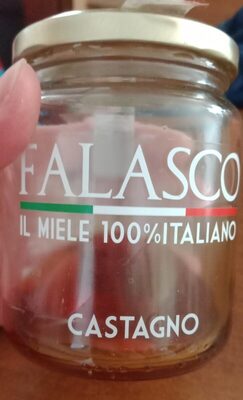 FALASCO
IL MIELE 100% ITALIANO
CASTAGNO